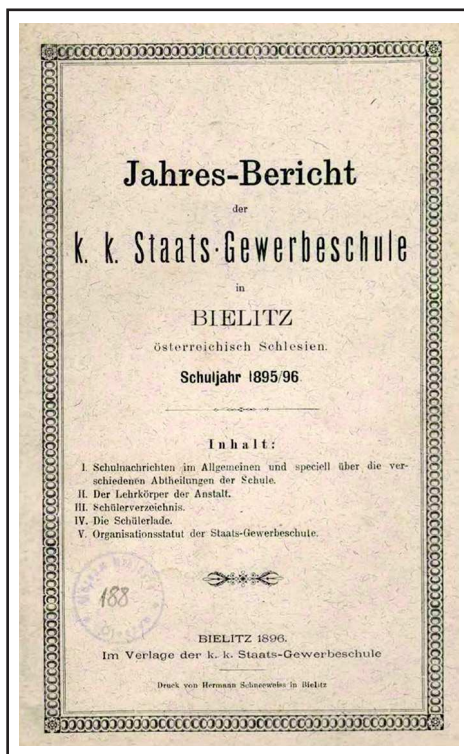 Jahres-Bericht
der
k. k. Staats-Gewerbeschule
in
BIELITZ
österreichisch Schlesien.
Schuljahr 1895/96.
Inhalt:
I. Schulnachrichten im Allgemeinen und speciell über die ver-
schiedenen Abtheilungen der Schule.
II. Der Lehrkörper der Anstalt.
III. Schülerverzeichnis.
IV. Die Schülerlade.
V. Organisationsstatut der Staats-Gewerbeschule.
188
BIELITZ 1896.
Im Verlage der k. k. Staats-Gewerbeschule
Druck von Hermann Schneeweiss in Bielitz